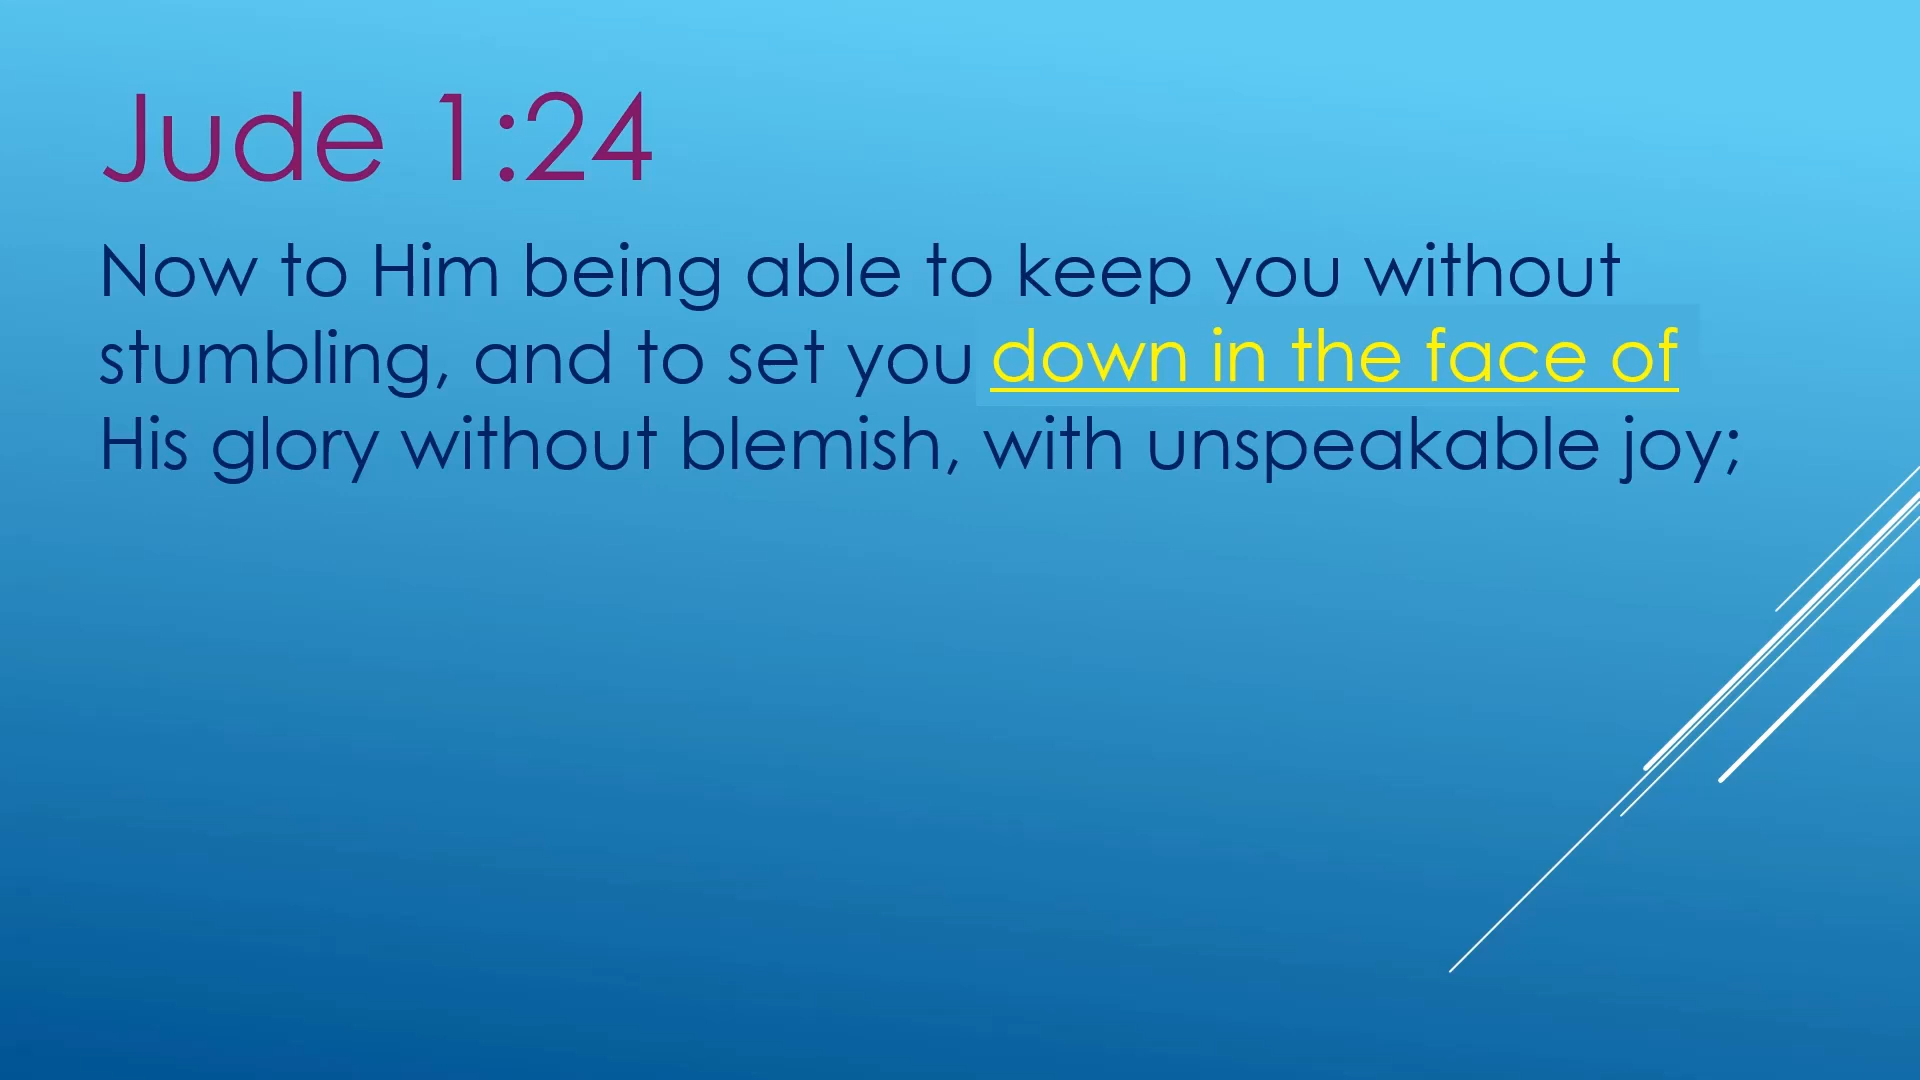 Jude 1:24
Now to Him being able to keep you without
stumbling, and to set you down in the face of
His glory without blemish, with unspeakable joy;